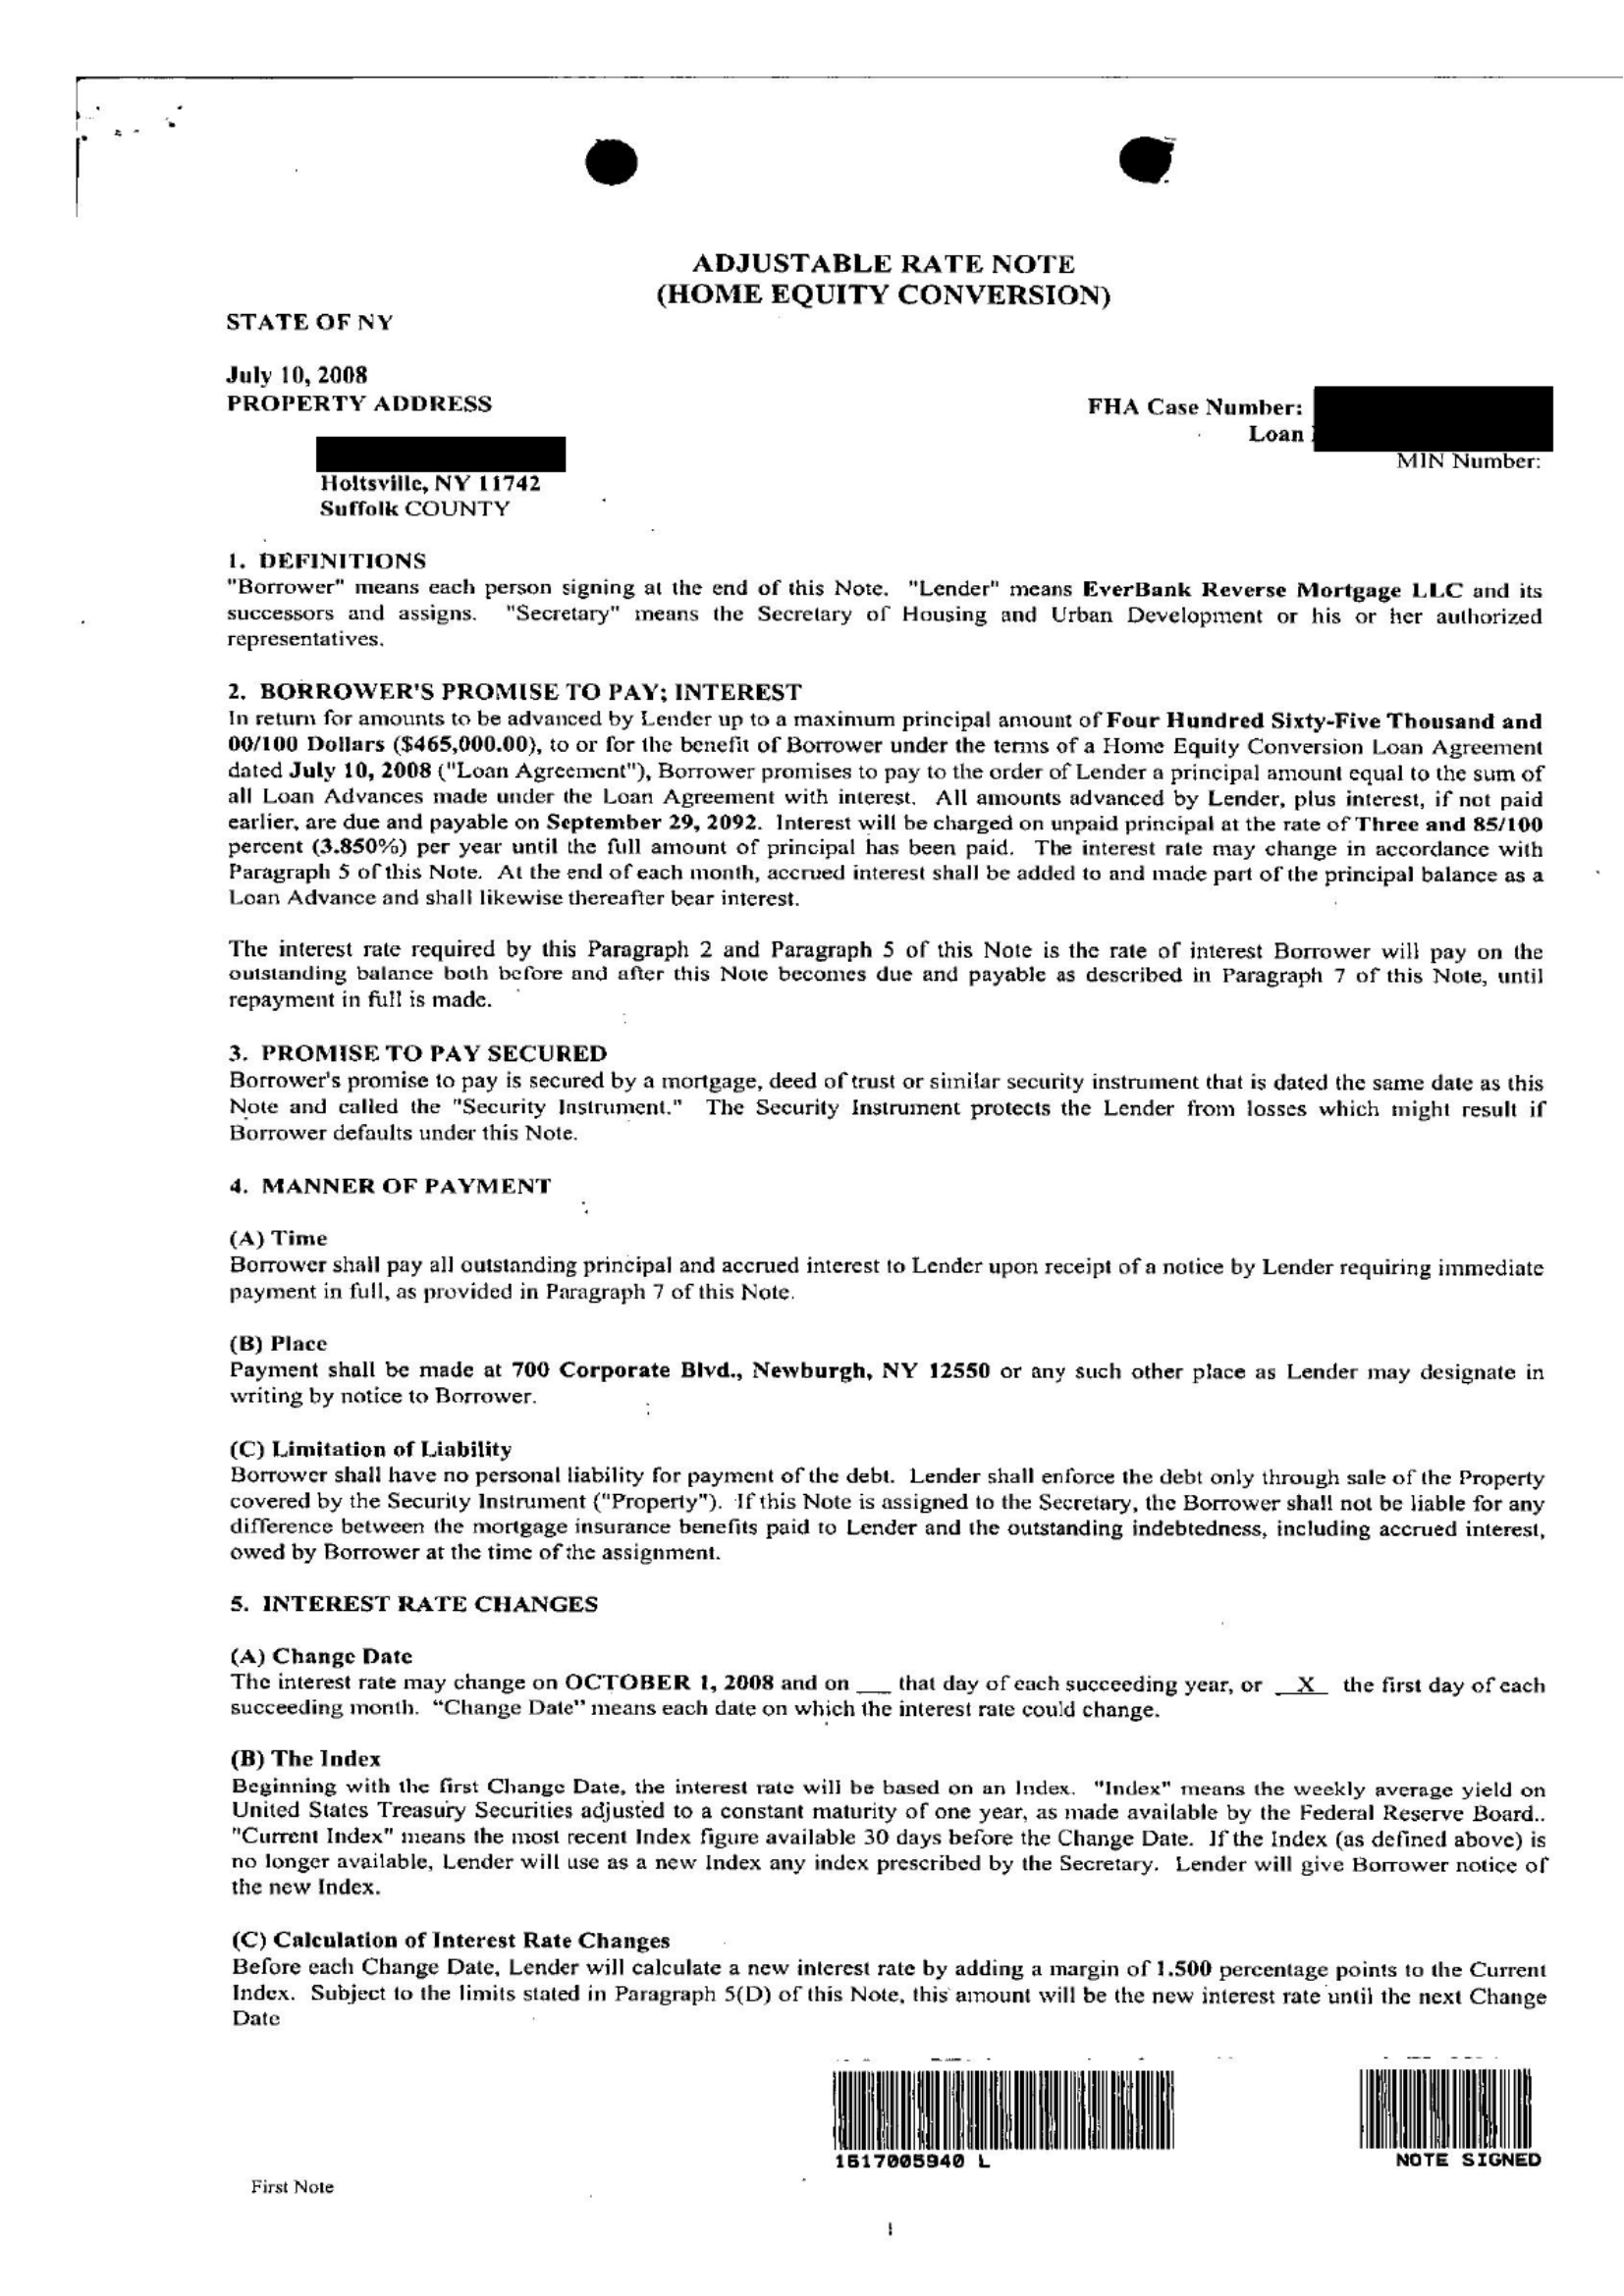 ADJUSTABLE RATE NOTE
(HOME EQUITY CONVERSION)
STATE OF NY
July 10, 2008
PROPERTY ADDRESS
FHA Case Number:
Loan
MIN Number:
Holtsville, NY 11742
Suffolk COUNTY
1. DEFINITIONS
"Borrower" means each person signing at the end of this Note. "Lender" means EverBank Reverse Mortgage LLC and its
successors and assigns. "Secretary" means the Secretary of Housing and Urban Development or his or her authorized
representatives.
2. BORROWER'S PROMISE TO PAY; INTEREST
In return for amounts to be advanced by Lender up to a maximum principal amount of Four Hundred Sixty-Five Thousand and
00/100 Dollars ($465,000.00), to or for the benefit of Borrower under the terms of a Home Equity Conversion Loan Agreement
dated July 10, 2008 ("Loan Agreement"), Borrower promises to pay to the order of Lender a principal amount equal to the sum of
all Loan Advances made under the Loan Agreement with interest. All amounts advanced by Lender, plus interest, if not paid
earlier, are due and payable on September 29, 2092. Interest will be charged on unpaid principal at the rate of Three and 85/100
percent (3.850%) per year until the full amount of principal has been paid. The interest rate may change in accordance with
Paragraph 5 of this Note. At the end of each month, accrued interest shall be added to and made part of the principal balance as a
Loan Advance and shall likewise thereafter bear interest.
The interest rate required by this Paragraph 2 and Paragraph 5 of this Note is the rate of interest Borrower will pay on the
outstanding balance both before and after this Note becomes due and payable as described in Paragraph 7 of this Note, until
repayment in full is made.
3. PROMISE TO PAY SECURED
Borrower's promise to pay is secured by a mortgage, deed of trust or similar security instrument that is dated the same date as this
Note and called the "Security Instrument." The Security Instrument protects the Lender from losses which might result if
Borrower defaults under this Note.
4. MANNER OF PAYMENT
(A) Time
Borrower shall pay all outstanding principal and accrued interest to Lender upon receipt of a notice by Lender requiring immediate
payment in full, as provided in Paragraph 7 of this Note.
(B) Place
Payment shall be made at 700 Corporate Blvd., Newburgh, NY 12550 or any such other place as Lender may designate in
writing by notice to Borrower.
(C) Limitation of Liability
Borrower shall have no personal liability for payment of the debt. Lender shall enforce the debt only through sale of the Property
covered by the Security Instrument ("Property"). If this Note is assigned to the Secretary, the Borrower shall not be liable for any
difference between the mortgage insurance benefits paid to Lender and the outstanding indebtedness, including accrued interest,
owed by Borrower at the time of the assignment.
5. INTEREST RATE CHANGES
(A) Change Date
The interest rate may change on OCTOBER 1, 2008 and on ___ that day of each succeeding year, or _X_ the first day of each
succeeding month. “Change Date” means each date on which the interest rate could change.
(B) The Index
Beginning with the first Change Date, the interest rate will be based on an Index. "Index" means the weekly average yield on
United States Treasury Securities adjusted to a constant maturity of one year, as made available by the Federal Reserve Board..
"Current Index" means the most recent Index figure available 30 days before the Change Date. If the Index (as defined above) is
no longer available, Lender will use as a new Index any index prescribed by the Secretary. Lender will give Borrower notice of
the new Index.
(C) Calculation of Interest Rate Changes
Before each Change Date, Lender will calculate a new interest rate by adding a margin of 1.500 percentage points to the Current
Index. Subject to the limits stated in Paragraph 5(D) of this Note, this amount will be the new interest rate until the next Change
Date
1617005940 L
NOTE SIGNED
First Note
1